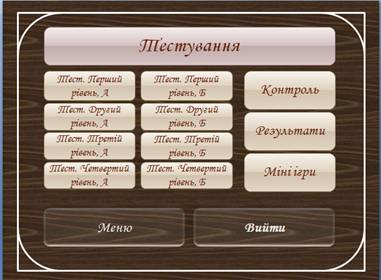 Тестування
Тест. Перший
рівень, А
Тест. Перший
рівень, Б
Контроль
Тест. Другий
рівень, А
Тест. Другий
рівень, Б
Результати
Тест. Третій
рівень, А
Тест. Третій
рівень, Б
Тест. Четвертий
рівень, А
Тест. Четвертий
рівень, Б
Міні ігри
Меню
Вийти